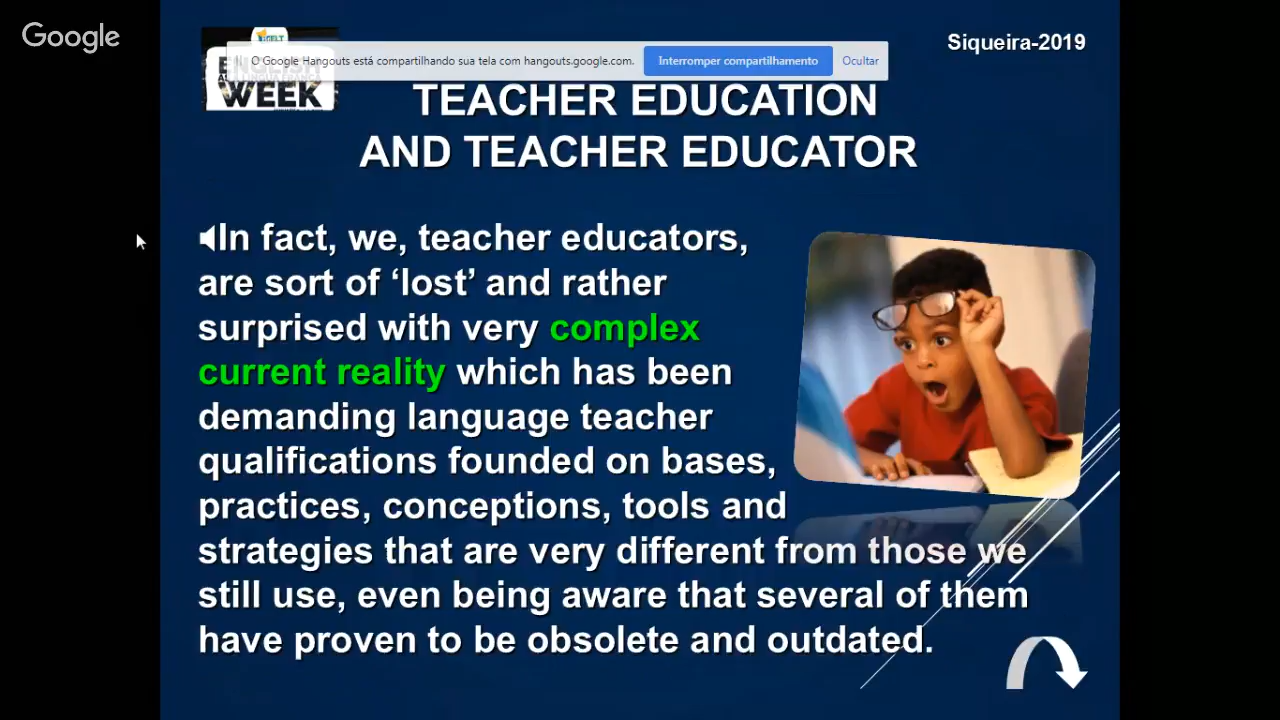 Google
Siqueira-2019
O Google Hangouts está compartilhando sua tela com hangouts.google.com.
Interromper compartilhamento
Ocultar
WEEK
TEACHER EDUCATION
AND TEACHER EDUCATOR
In fact, we, teacher educators,
are sort of ‘lost’ and rather
surprised with very complex
current reality which has been
demanding language teacher
qualifications founded on bases,
practices, conceptions, tools and
strategies that are very different from those we
still use, even being aware that several of them
have proven to be obsolete and outdated.